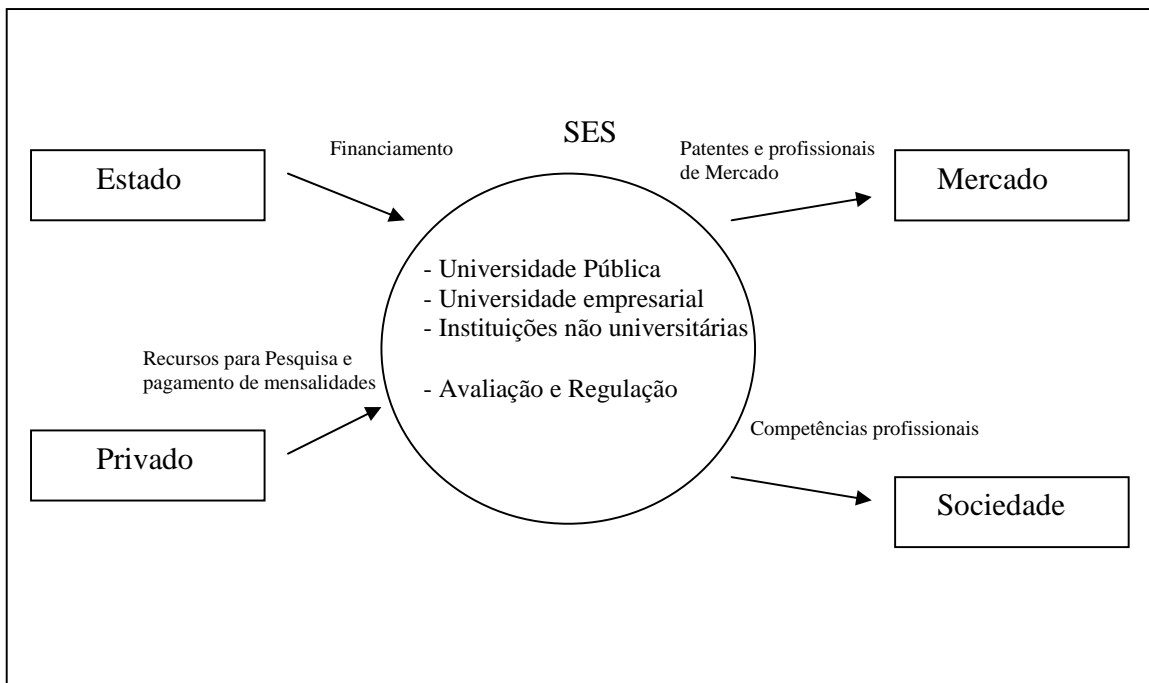 SES
Financiamento
Estado
Patentes e profissionais
de Mercado
Mercado
- Universidade Pública
- Universidade empresarial
- Instituições não universitárias
- Avaliação e Regulação
Recursos para Pesquisa e
pagamento de mensalidades
Privado
Competências profissionais
Sociedade